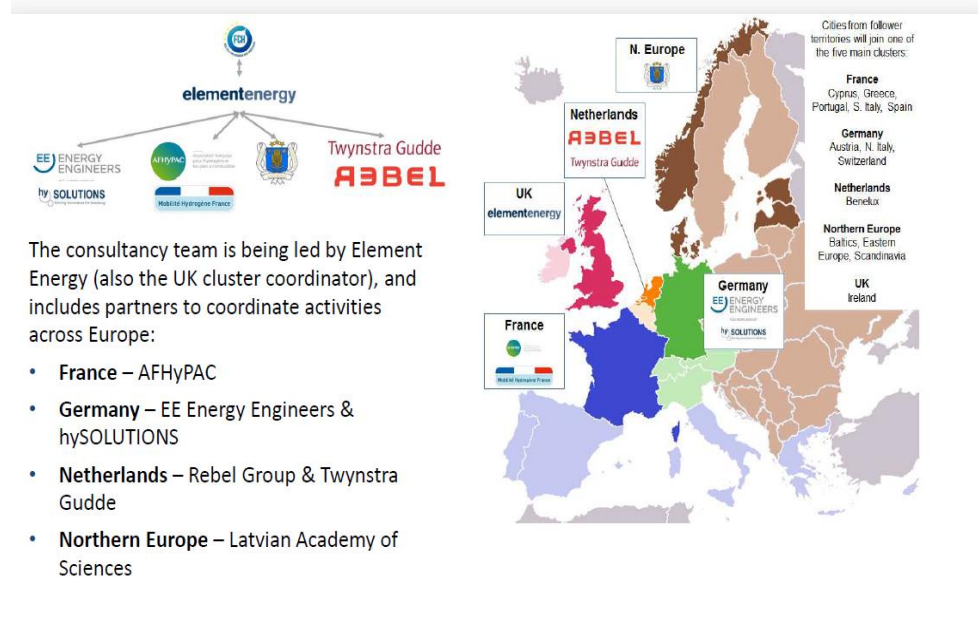 FCH
elementenergy
EE ENERGY
ENGINEERS
hySOLUTIONS
AFHyPAC
Mobilité Hydrogène France
Twynstra Gudde
REBEL
The consultancy team is being led by Element
Energy (also the UK cluster coordinator), and
includes partners to coordinate activities
across Europe:
• France – AFHyPAC
• Germany – EE Energy Engineers &
hySOLUTIONS
• Netherlands – Rebel Group & Twynstra
Gudde
• Northern Europe – Latvian Academy of
Sciences
N. Europe
Netherlands
REBEL
Twynstra Gudde
UK
elementenergy
France
Mobilité Hydrogène France
Germany
EE ENERGY
ENGINEERS
hySOLUTIONS
Cities from follower
territories will join one of
the five main clusters:
France
Cyprus, Greece,
Portugal, S. Italy, Spain
Germany
Austria, N. Italy,
Switzerland
Netherlands
Benelux
Northern Europe
Baltics, Eastern
Europe, Scandinavia
UK
Ireland